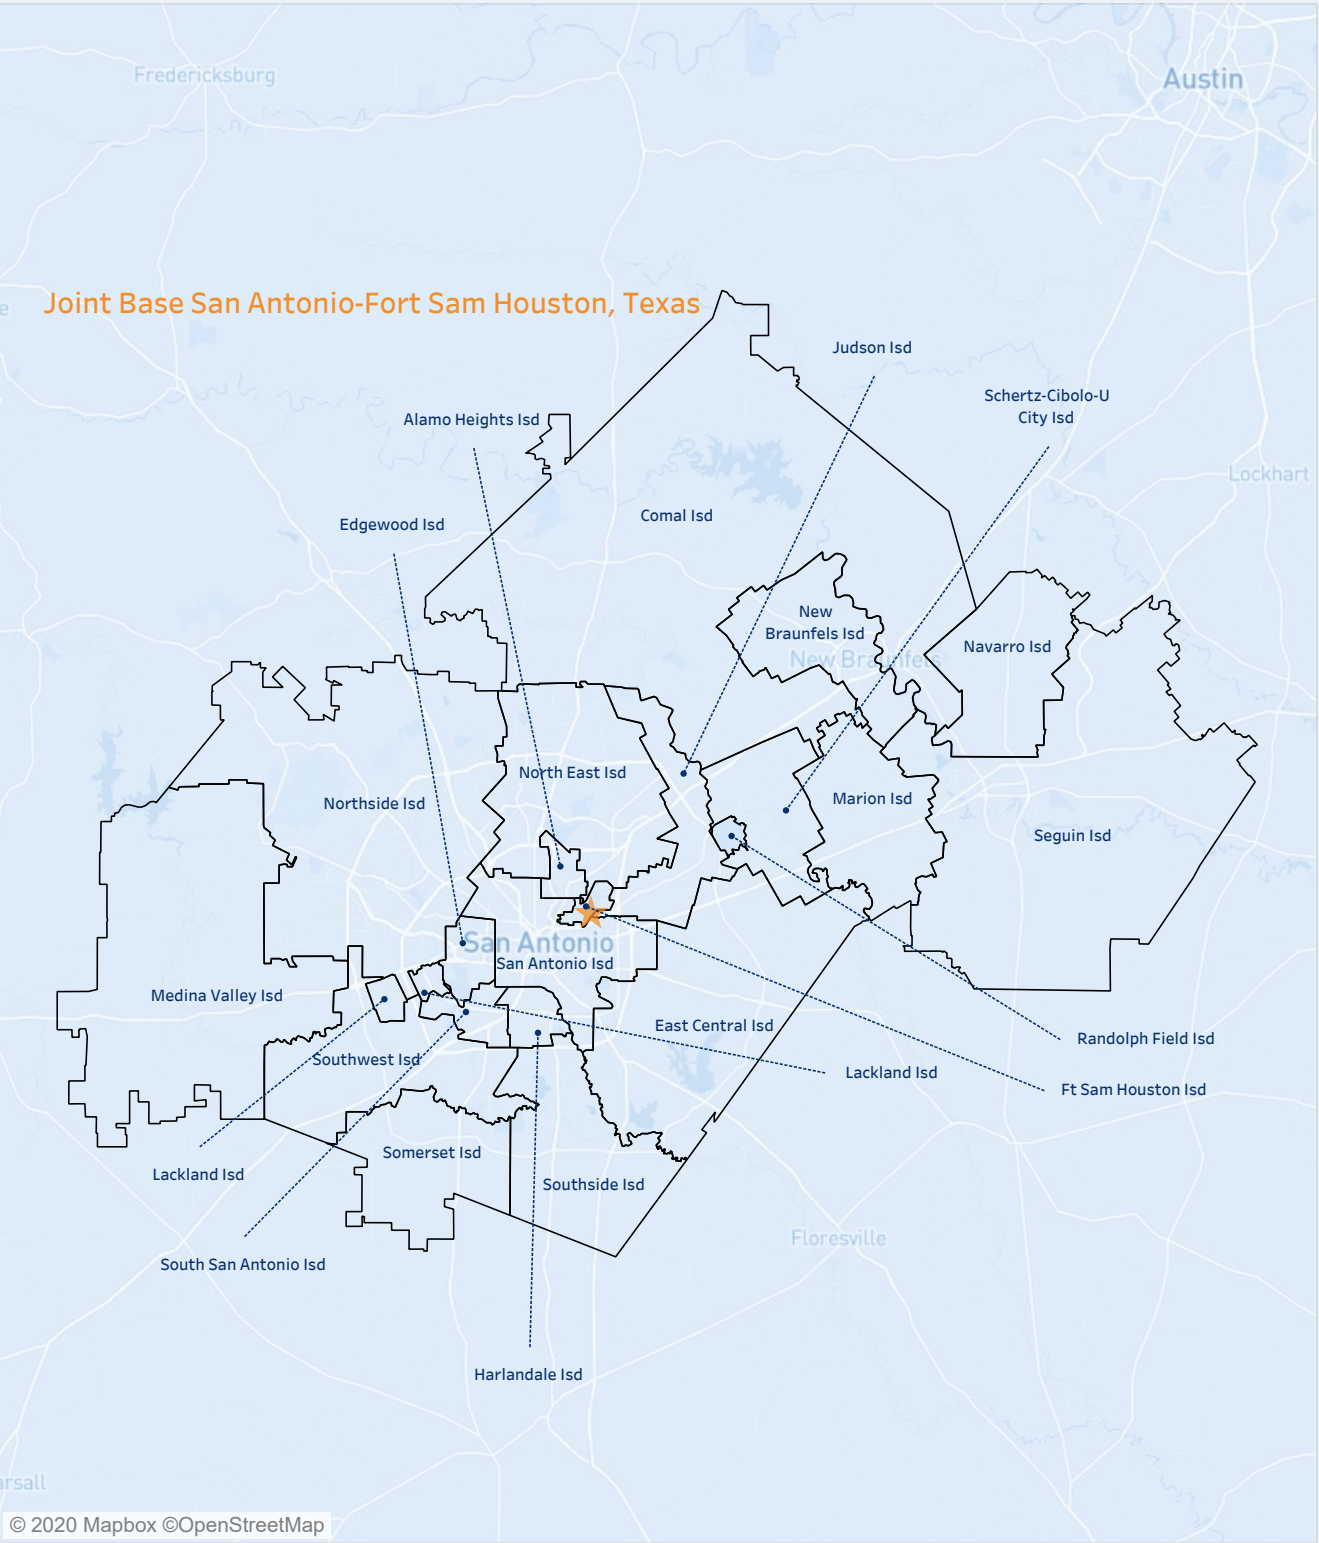 Fredericksburg
Austin
Joint Base San Antonio-Fort Sam Houston, Texas
Judson Isd
Schertz-Cibolo-U
City Isd
Alamo Heights Isd
Lockhart
Comal Isd
Edgewood Isd
New
Braunfels Isd
Navarro Isd
New Braunfels
North East Isd
Northside Isd
Marion Isd
Seguin Isd
San Antonio
San Antonio Isd
Medina Valley Isd
East Central Isd
Randolph Field Isd
Southwest Isd
Lackland Isd
Ft Sam Houston Isd
Somerset Isd
Lackland Isd
Southside Isd
Floresville
South San Antonio Isd
Harlandale Isd
arsall
© 2020 Mapbox ©OpenStreetMap